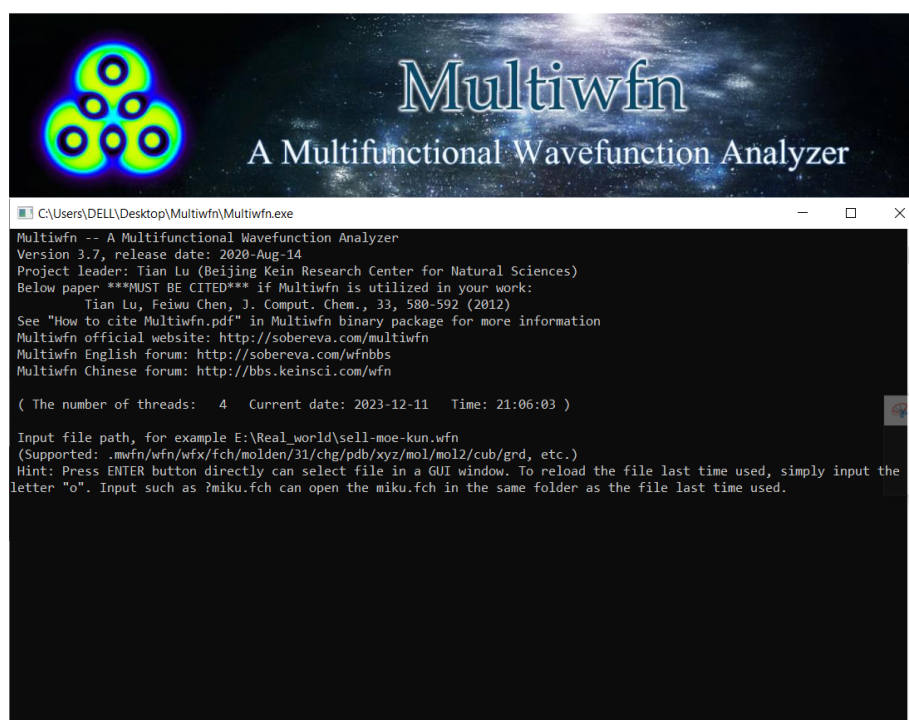 Multiwfn
A Multifunctional Wavefunction Analyzer
C:\Users\DELL\Desktop\Multiwfn\Multiwfn.exe
Multiwfn -- A Multifunctional Wavefunction Analyzer
Version 3.7, release date: 2020-Aug-14
Project leader: Tian Lu (Beijing Kein Research Center for Natural Sciences)
Below paper ***MUST BE CITED*** if Multiwfn is utilized in your work:
Tian Lu, Feiwu Chen, J. Comput. Chem., 33, 580-592 (2012)
See "How to cite Multiwfn.pdf" in Multiwfn binary package for more information
Multiwfn official website: http://sobereva.com/multiwfn
Multiwfn English forum: http://sobereva.com/wfnbbs
Multiwfn Chinese forum: http://bbs.keinsci.com/wfn
( The number of threads:   4   Current date: 2023-12-11   Time: 21:06:03 )
Input file path, for example E:\Real_world\sell-moe-kun.wfn
(Supported: .mwfn/wfn/wfx/fch/molden/31/chg/pdb/xyz/mol/mol2/cub/grd, etc.)
Hint: Press ENTER button directly can select file in a GUI window. To reload the file last time used, simply input the
letter "o". Input such as ?miku.fch can open the miku.fch in the same folder as the file last time used.